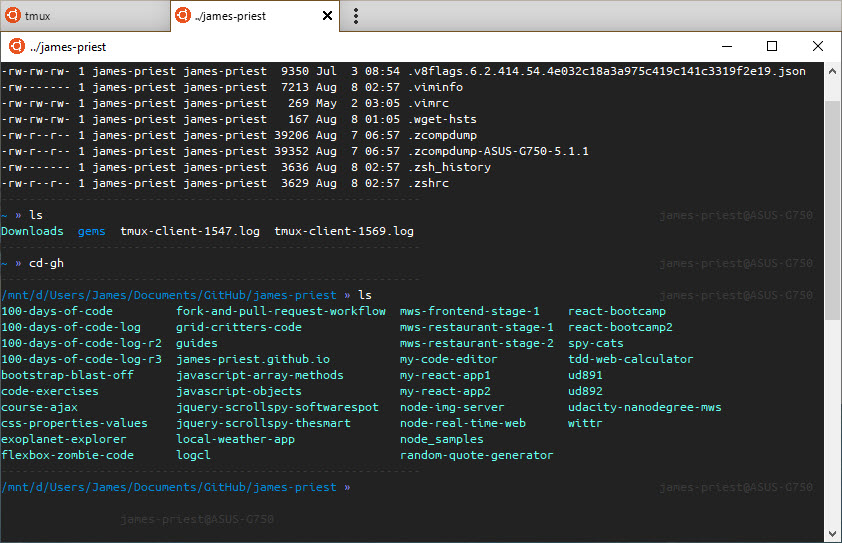 tmux
../james-priest
../james-priest
-rw-rw-rw- 1 james-priest james-priest  9350 Jul  3 08:54 .v8flags.6.2.414.54.4e032c18a3a975c419c141c3319f2e19.json
-rw------- 1 james-priest james-priest  7213 Aug  8 02:57 .viminfo
-rw-rw-rw- 1 james-priest james-priest   269 May  2 03:05 .vimrc
-rw-rw-rw- 1 james-priest james-priest   167 Aug  8 01:05 .wget-hsts
-rw-r--r-- 1 james-priest james-priest 39206 Aug  7 06:57 .zcompdump
-rw-r--r-- 1 james-priest james-priest 39352 Aug  7 06:57 .zcompdump-ASUS-G750-5.1.1
-rw------- 1 james-priest james-priest  3636 Aug  8 02:57 .zsh_history
-rw-r--r-- 1 james-priest james-priest  3629 Aug  8 02:57 .zshrc
------------------------------------------------------------
~ » ls james-priest@ASUS-G750
Downloads  gems  tmux-client-1547.log  tmux-client-1569.log
------------------------------------------------------------
~ » cd-gh james-priest@ASUS-G750
------------------------------------------------------------
/mnt/d/Users/James/Documents/GitHub/james-priest » ls james-priest@ASUS-G750
100-days-of-code fork-and-pull-request-workflow mws-frontend-stage-1 react-bootcamp
100-days-of-code-log grid-critters-code mws-restaurant-stage-1 react-bootcamp2
100-days-of-code-log-r2 guides mws-restaurant-stage-2 spy-cats
100-days-of-code-log-r3 james-priest.github.io my-code-editor tdd-web-calculator
bootstrap-blast-off javascript-array-methods my-react-app1 ud891
code-exercises javascript-objects my-react-app2 ud892
course-ajax jquery-scrollspy-softwarespot node-img-server udacity-nanodegree-mws
css-properties-values jquery-scrollspy-thesmart node-real-time-web wittr
exoplanet-explorer local-weather-app node_samples
flexbox-zombie-code logcl random-quote-generator
------------------------------------------------------------
/mnt/d/Users/James/Documents/GitHub/james-priest » james-priest@ASUS-G750
james-priest@ASUS-G750